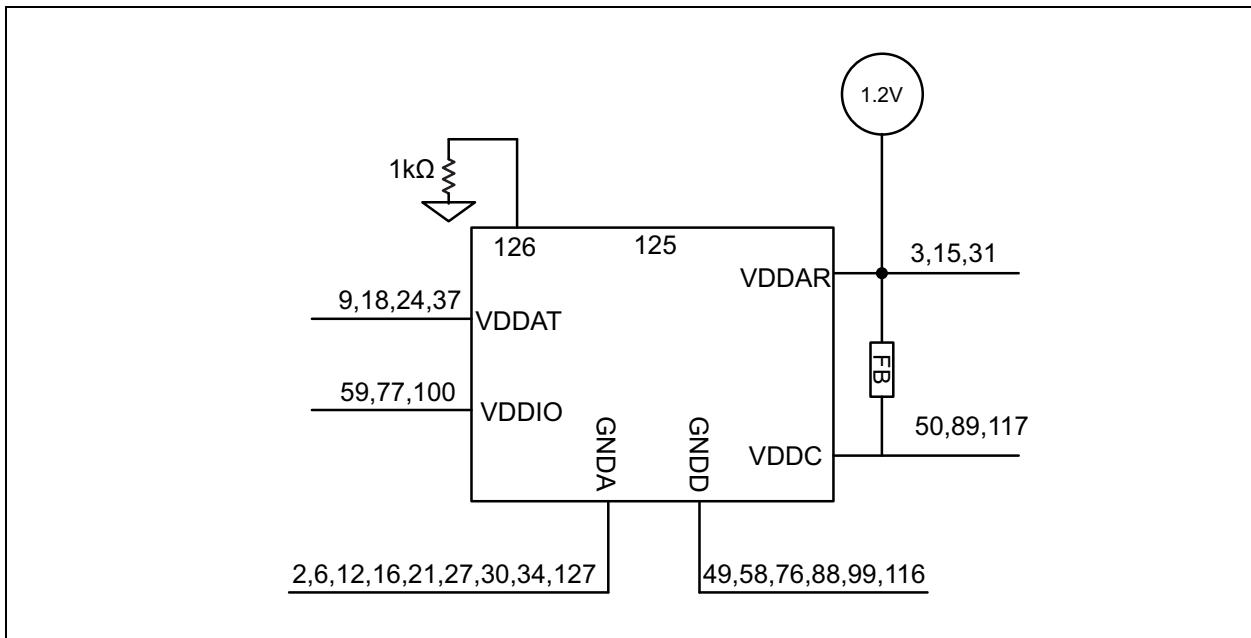 1.2V
1kΩ
126
125
VDDAR
3,15,31
9,18,24,37
VDDAT
FB
59,77,100
VDDIO
GNDA
GNDD
VDDC
50,89,117
2,6,12,16,21,27,30,34,127
49,58,76,88,99,116